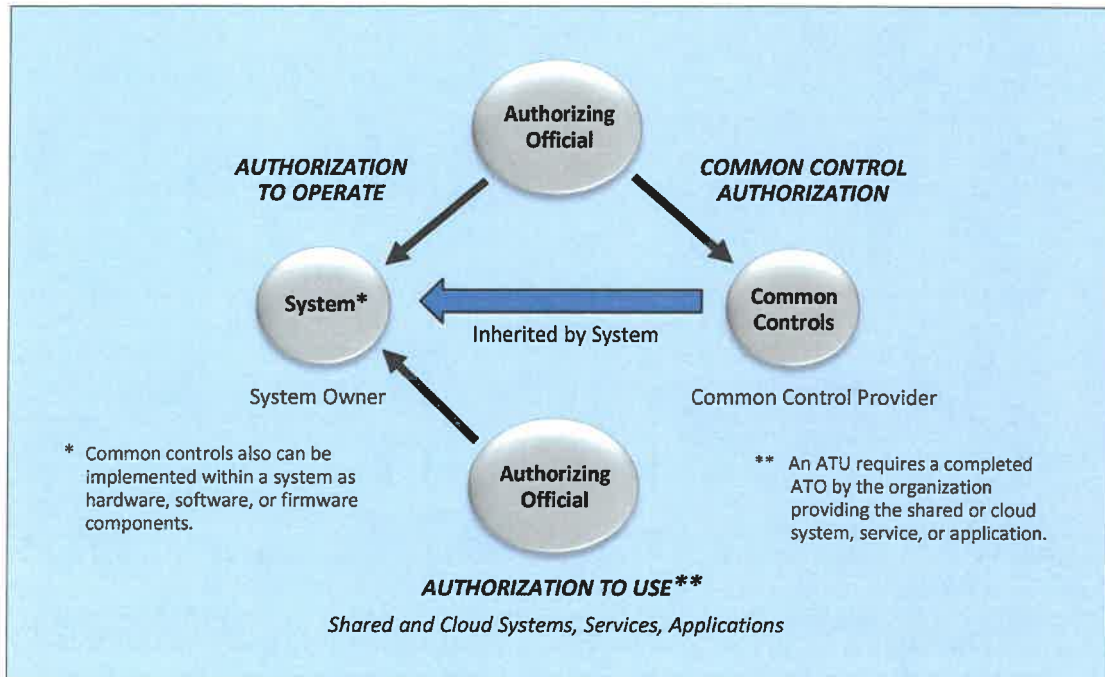 Authorizing
Official
AUTHORIZATION
TO OPERATE
COMMON CONTROL
AUTHORIZATION
System*
Inherited by System
Common
Controls
System Owner
Common Control Provider
* Common controls also can be
implemented within a system as
hardware, software, or firmware
components.
Authorizing
Official
** An ATU requires a completed
ATO by the organization
providing the shared or cloud
system, service, or application.
AUTHORIZATION TO USE**
Shared and Cloud Systems, Services, Applications